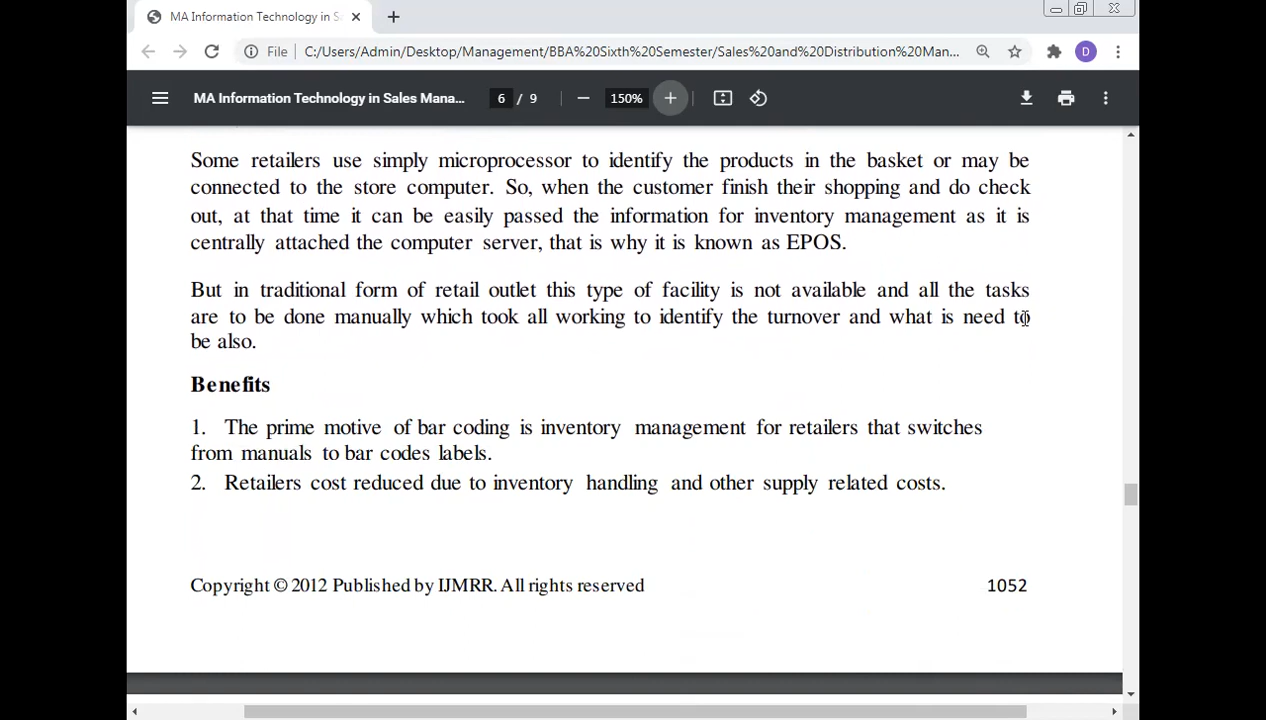 MA Information Technology in S
File
C:/Users/Admin/Desktop/Management/BBA%20Sixth%20Semester/Sales%20and%20Distribution%20Man...
D
MA Information Technology in Sales Mana...
6 / 9
150%
Some retailers use simply microprocessor to identify the products in the basket or may be
connected to the store computer. So, when the customer finish their shopping and do check
out, at that time it can be easily passed the information for inventory management as it is
centrally attached the computer server, that is why it is known as EPOS.
But in traditional form of retail outlet this type of facility is not available and all the tasks
are to be done manually which took all working to identify the turnover and what is need to
be also.
Benefits
1. The prime motive of bar coding is inventory management for retailers that switches
from manuals to bar codes labels.
2. Retailers cost reduced due to inventory handling and other supply related costs.
Copyright © 2012 Published by IJMRR. All rights reserved 1052